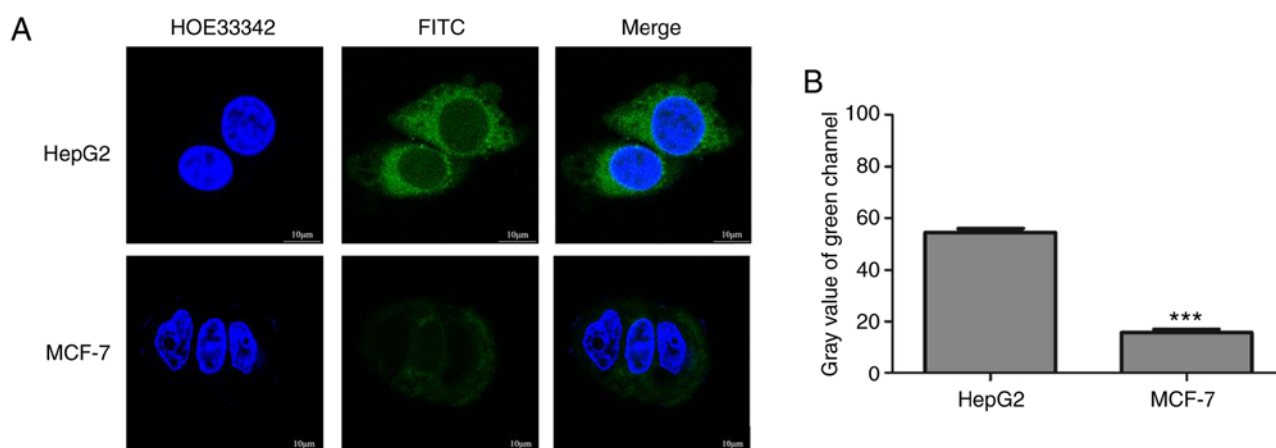 A
HOE33342 FITC Merge
HepG2
10μm 10μm 10μm
MCF-7
10μm 10μm 10μm
B
Gray value of green channel
100
80
60
40
20
0
***
HepG2 MCF-7